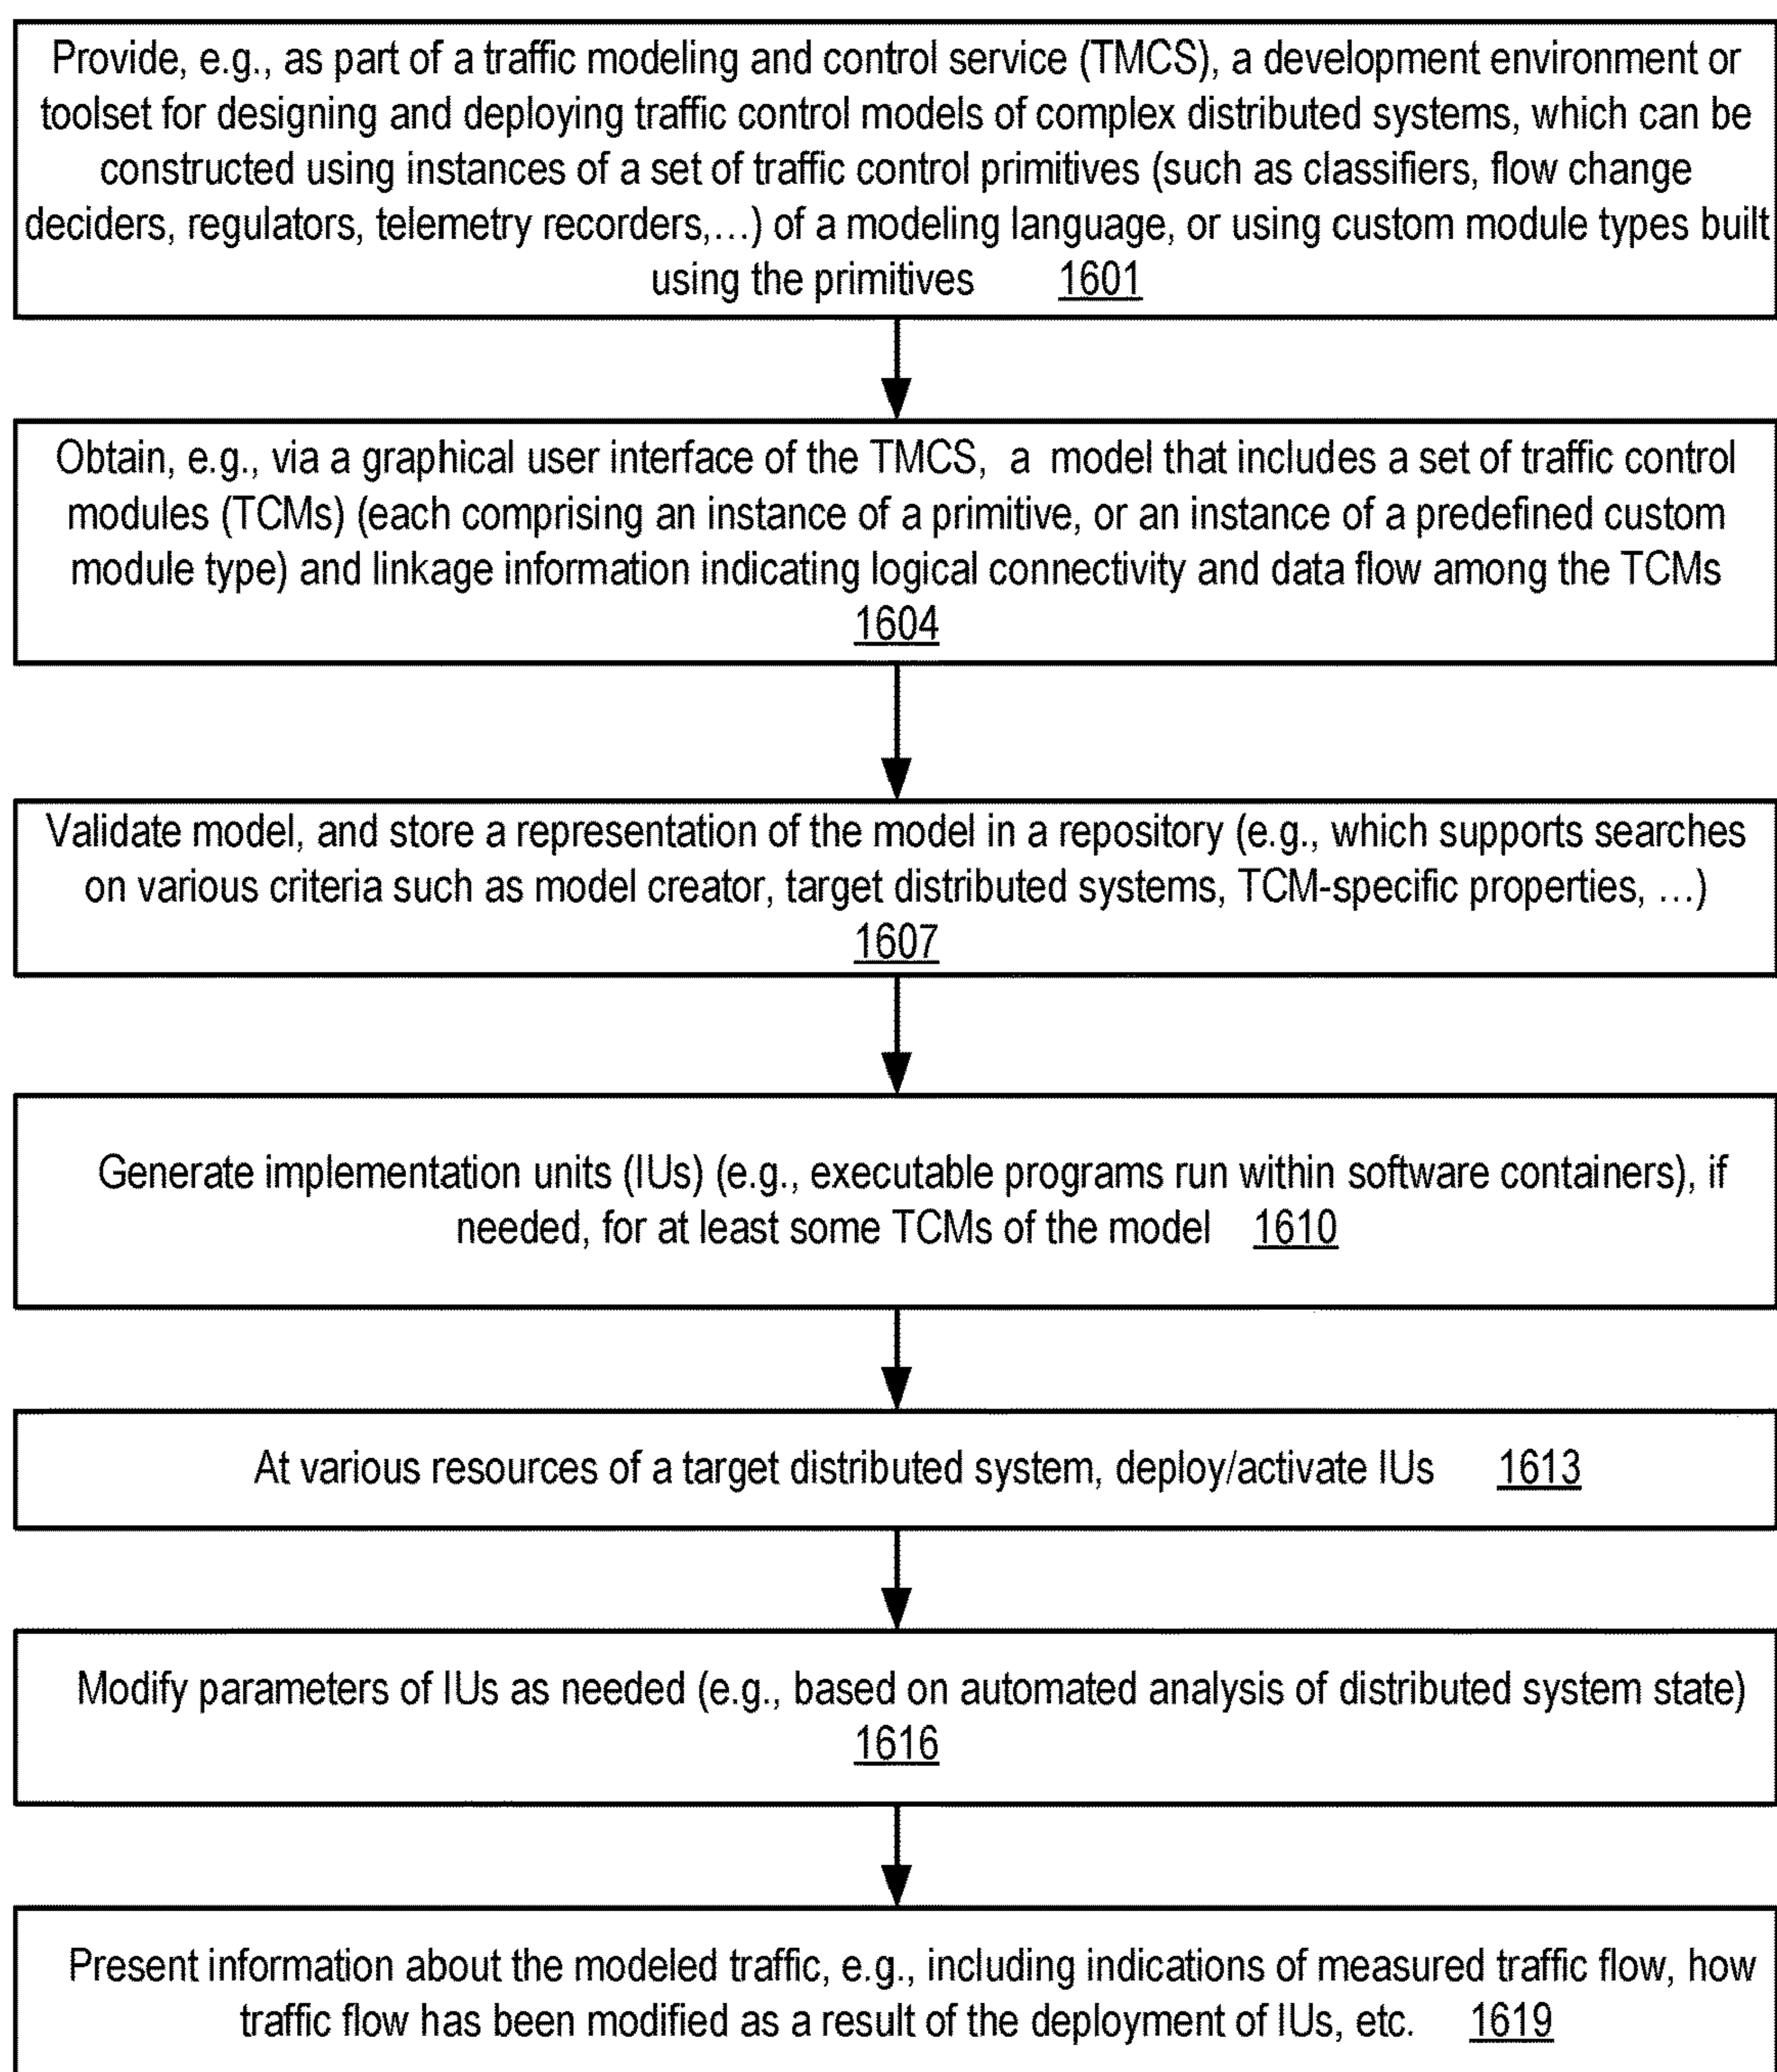 Provide, e.g., as part of a traffic modeling and control service (TMCS), a development environment or
toolset for designing and deploying traffic control models of complex distributed systems, which can be
constructed using instances of a set of traffic control primitives (such as classifiers, flow change
deciders, regulators, telemetry recorders,…) of a modeling language, or using custom module types built
using the primitives 1601
Obtain, e.g., via a graphical user interface of the TMCS, a model that includes a set of traffic control
modules (TCMs) (each comprising an instance of a primitive, or an instance of a predefined custom
module type) and linkage information indicating logical connectivity and data flow among the TCMs
1604
Validate model, and store a representation of the model in a repository (e.g., which supports searches
on various criteria such as model creator, target distributed systems, TCM-specific properties, …)
1607
Generate implementation units (IUs) (e.g., executable programs run within software containers), if
needed, for at least some TCMs of the model 1610
At various resources of a target distributed system, deploy/activate IUs 1613
Modify parameters of IUs as needed (e.g., based on automated analysis of distributed system state)
1616
Present information about the modeled traffic, e.g., including indications of measured traffic flow, how
traffic flow has been modified as a result of the deployment of IUs, etc. 1619